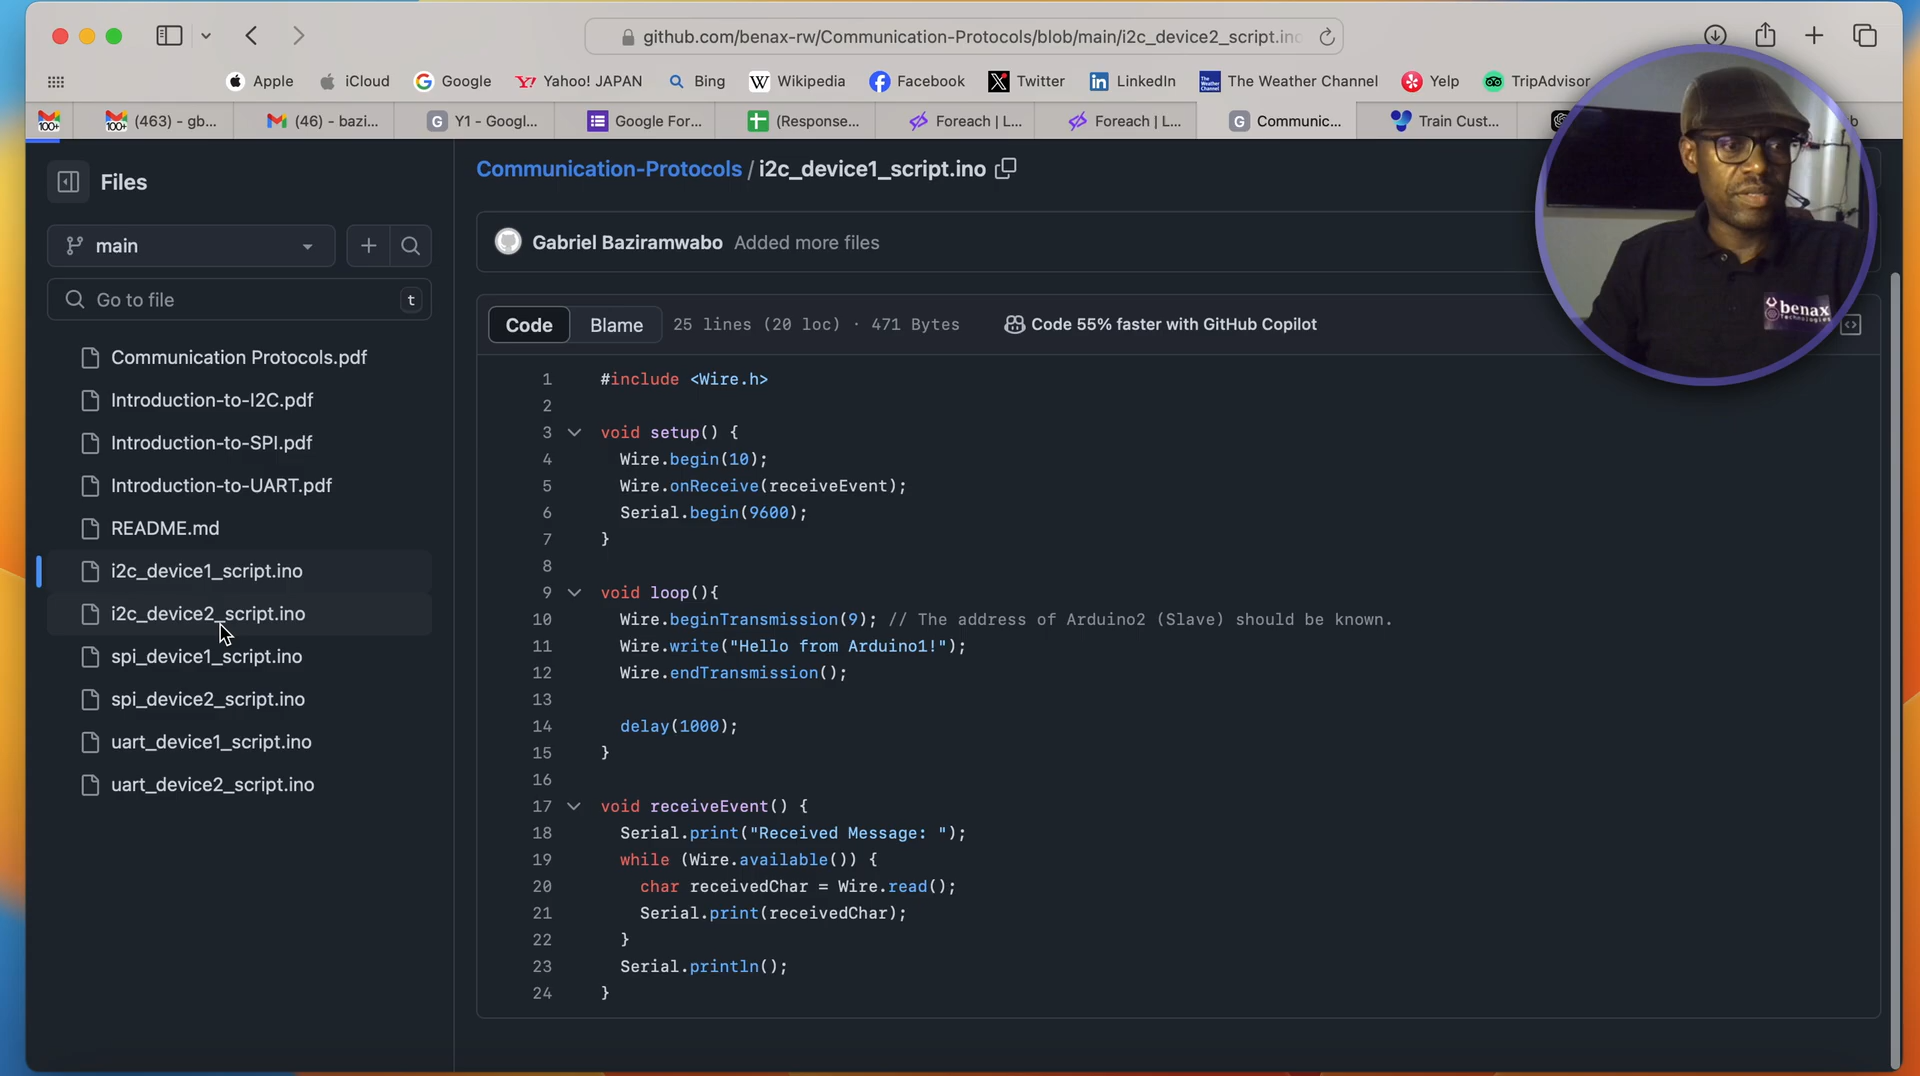 github.com/benax-rw/Communication-Protocols/blob/main/i2c_device2_script.ino
Apple
iCloud
Google
Yahoo! JAPAN
Bing
Wikipedia
Facebook
Twitter
LinkedIn
The Weather Channel
Yelp
TripAdvisor
100+
100+ (463) - gb...
(46) - bazi...
Y1 - Googl...
Google For...
(Response...
Foreach | L...
Foreach | L...
Communic...
Train Cust...
Files
main
Go to file
t
Communication Protocols.pdf
Introduction-to-I2C.pdf
Introduction-to-SPI.pdf
Introduction-to-UART.pdf
README.md
i2c_device1_script.ino
i2c_device2_script.ino
spi_device1_script.ino
spi_device2_script.ino
uart_device1_script.ino
uart_device2_script.ino
Communication-Protocols / i2c_device1_script.ino
Gabriel Baziramwabo Added more files
Code Blame 25 lines (20 loc) · 471 Bytes Code 55% faster with GitHub Copilot
1 #include <Wire.h>
2
3 void setup() {
4 Wire.begin(10);
5 Wire.onReceive(receiveEvent);
6 Serial.begin(9600);
7 }
8
9 void loop(){
10 Wire.beginTransmission(9); // The address of Arduino2 (Slave) should be known.
11 Wire.write("Hello from Arduino1!");
12 Wire.endTransmission();
13
14 delay(1000);
15 }
16
17 void receiveEvent() {
18 Serial.print("Received Message: ");
19 while (Wire.available()) {
20 char receivedChar = Wire.read();
21 Serial.print(receivedChar);
22 }
23 Serial.println();
24 }
benax
Technologies